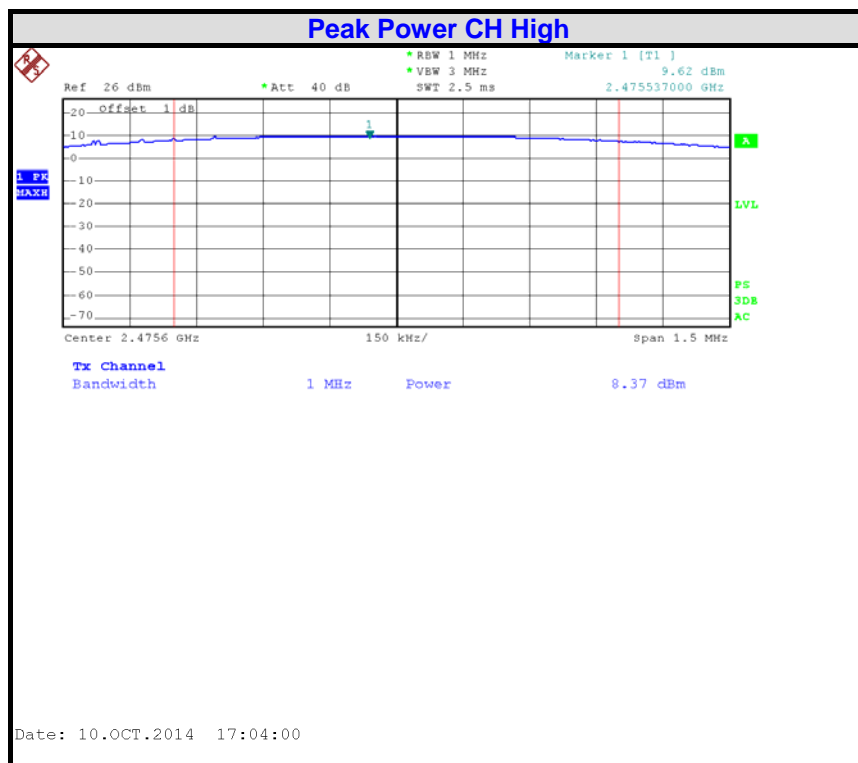 Peak Power CH High
R S
* RBW 1 MHz Marker 1 [T1 ]
* VBW 3 MHz 9.62 dBm
Ref 26 dBm * Att 40 dB SWT 2.5 ms 2.475537000 GHz
20 Offset 1 dB
1
10
A
0
1 PK
MAXH
-10
-20
LVL
-30
-40
-50
PS
-60
3DB
-70
AC
Center 2.4756 GHz 150 kHz/ Span 1.5 MHz
Tx Channel
Bandwidth 1 MHz Power 8.37 dBm
Date: 10.OCT.2014 17:04:00